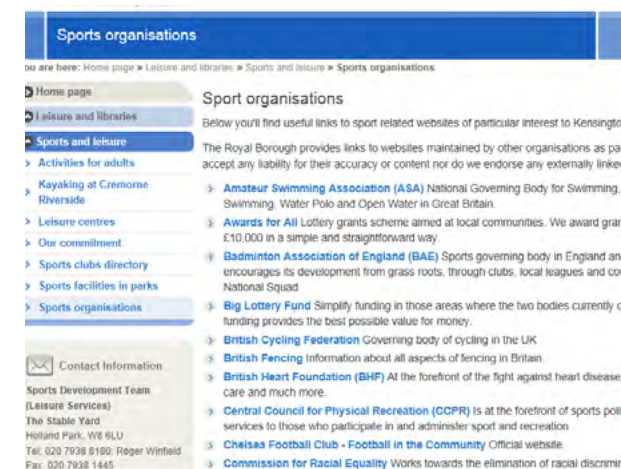 Sports organisations
ou are here: Home page » Leisure and libraries » Sports and leisure » Sports organisations
Home page
Leisure and libraries
Sports and leisure
Activities for adults
Kayaking at Cremorne
Riverside
Leisure centres
Our commitment
Sports clubs directory
Sports facilities in parks
Sports organisations
Contact Information
Sports Development Team
(Leisure Services)
The Stable Yard
Holland Park, W8 6LU
Tel: 020 7938 8100: Roger Winfield
Fax: 020 7938 1445
Sport organisations
Below you'll find useful links to sport related websites of particular interest to Kensingto
The Royal Borough provides links to websites maintained by other organisations as pa
accept any liability for their accuracy or content nor do we endorse any externally linke
Amateur Swimming Association (ASA) National Governing Body for Swimming,
Swimming, Water Polo and Open Water in Great Britain.
Awards for All Lottery grants scheme aimed at local communities. We award gran
£10,000 in a simple and straightforward way.
Badminton Association of England (BAE) Sports governing body in England an
encourages its development from grass roots, through clubs, local leagues and co
National Squad
Big Lottery Fund Simplify funding in those areas where the two bodies currently o
funding provides the best possible value for money.
British Cycling Federation Governing body of cycling in the UK
British Fencing Information about all aspects of fencing in Britain
British Heart Foundation (BHF) At the forefront of the fight against heart disease
care and much more.
Central Council for Physical Recreation (CCPR) Is at the forefront of sports poli
services to those who participate in and administer sport and recreation
Chelsea Football Club - Football in the Community Official website
Commission for Racial Equality Works towards the elimination of racial discrimin